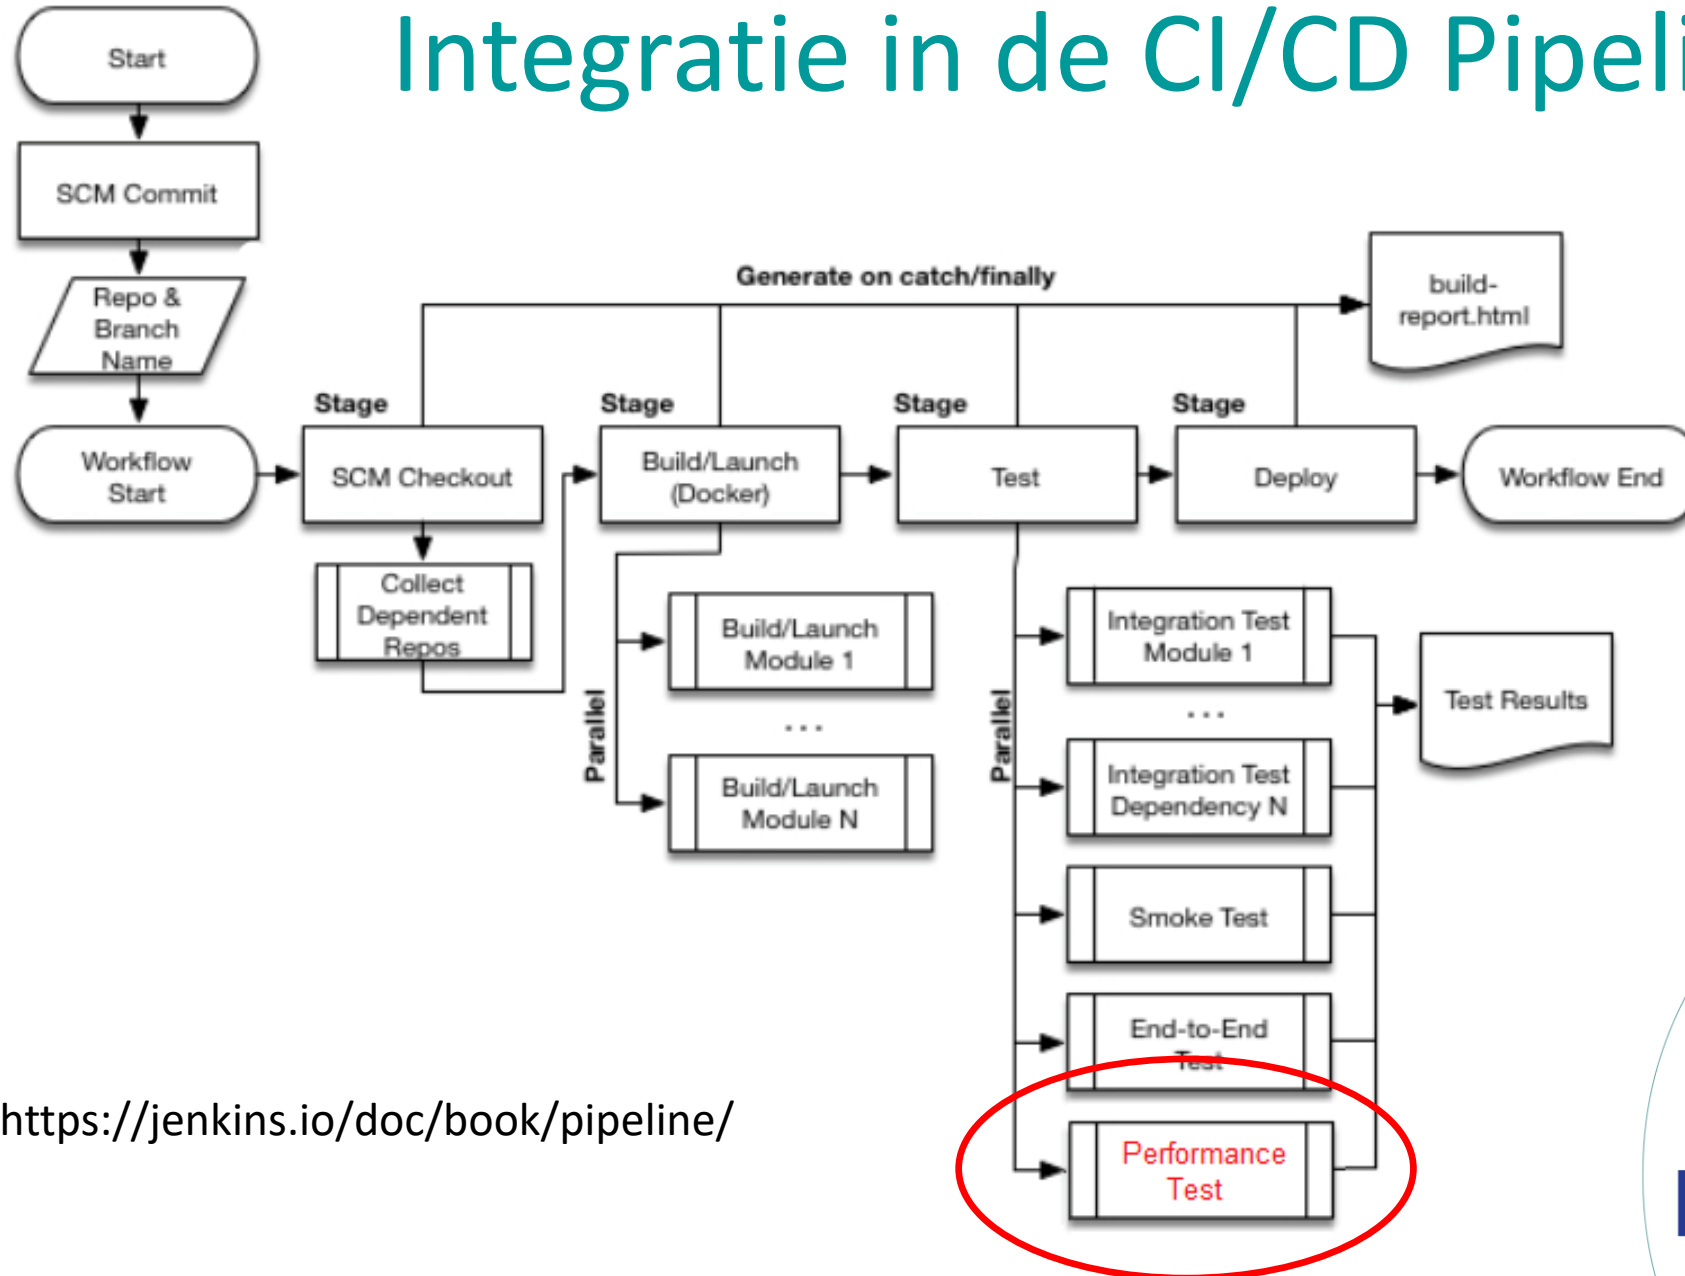 Integratie in de CI/CD
Start
SCM Commit
Repo &
Branch
Name
Workflow
Start
Generate on catch/finally
build-
report.html
Stage
SCM Checkout
Collect
Dependent
Repos
Stage
Build/Launch
(Docker)
Parallel
Build/Launch
Module 1
...
Build/Launch
Module N
Stage
Test
Parallel
Integration Test
Module 1
...
Integration Test
Dependency N
Smoke Test
End-to-End
Test
Performance
Test
Test Results
Stage
Deploy
Workflow End
https://jenkins.io/doc/book/pipeline/